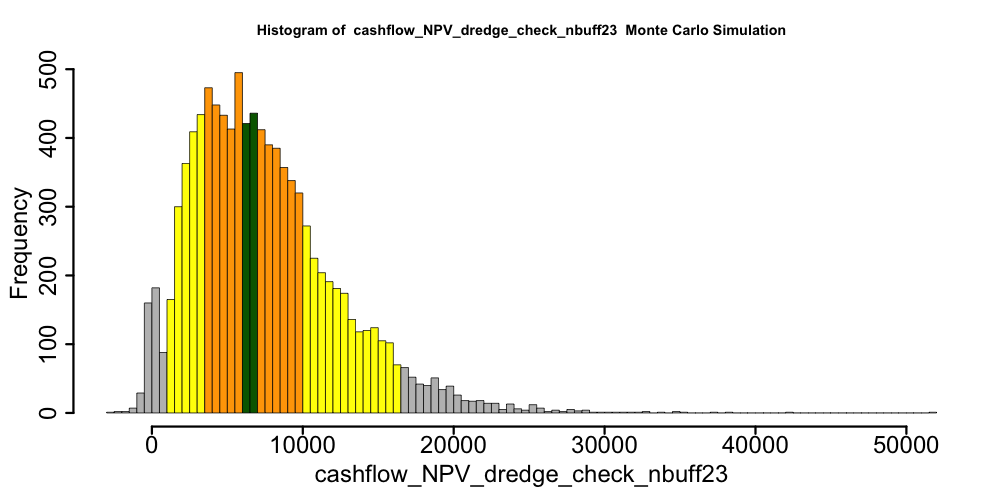 Histogram of  cashflow_NPV_dredge_check_nbuff23  Monte Carlo Simulation
500
400
300
200
100
0
Frequency
0 10000 20000 30000 40000 50000
cashflow_NPV_dredge_check_nbuff23